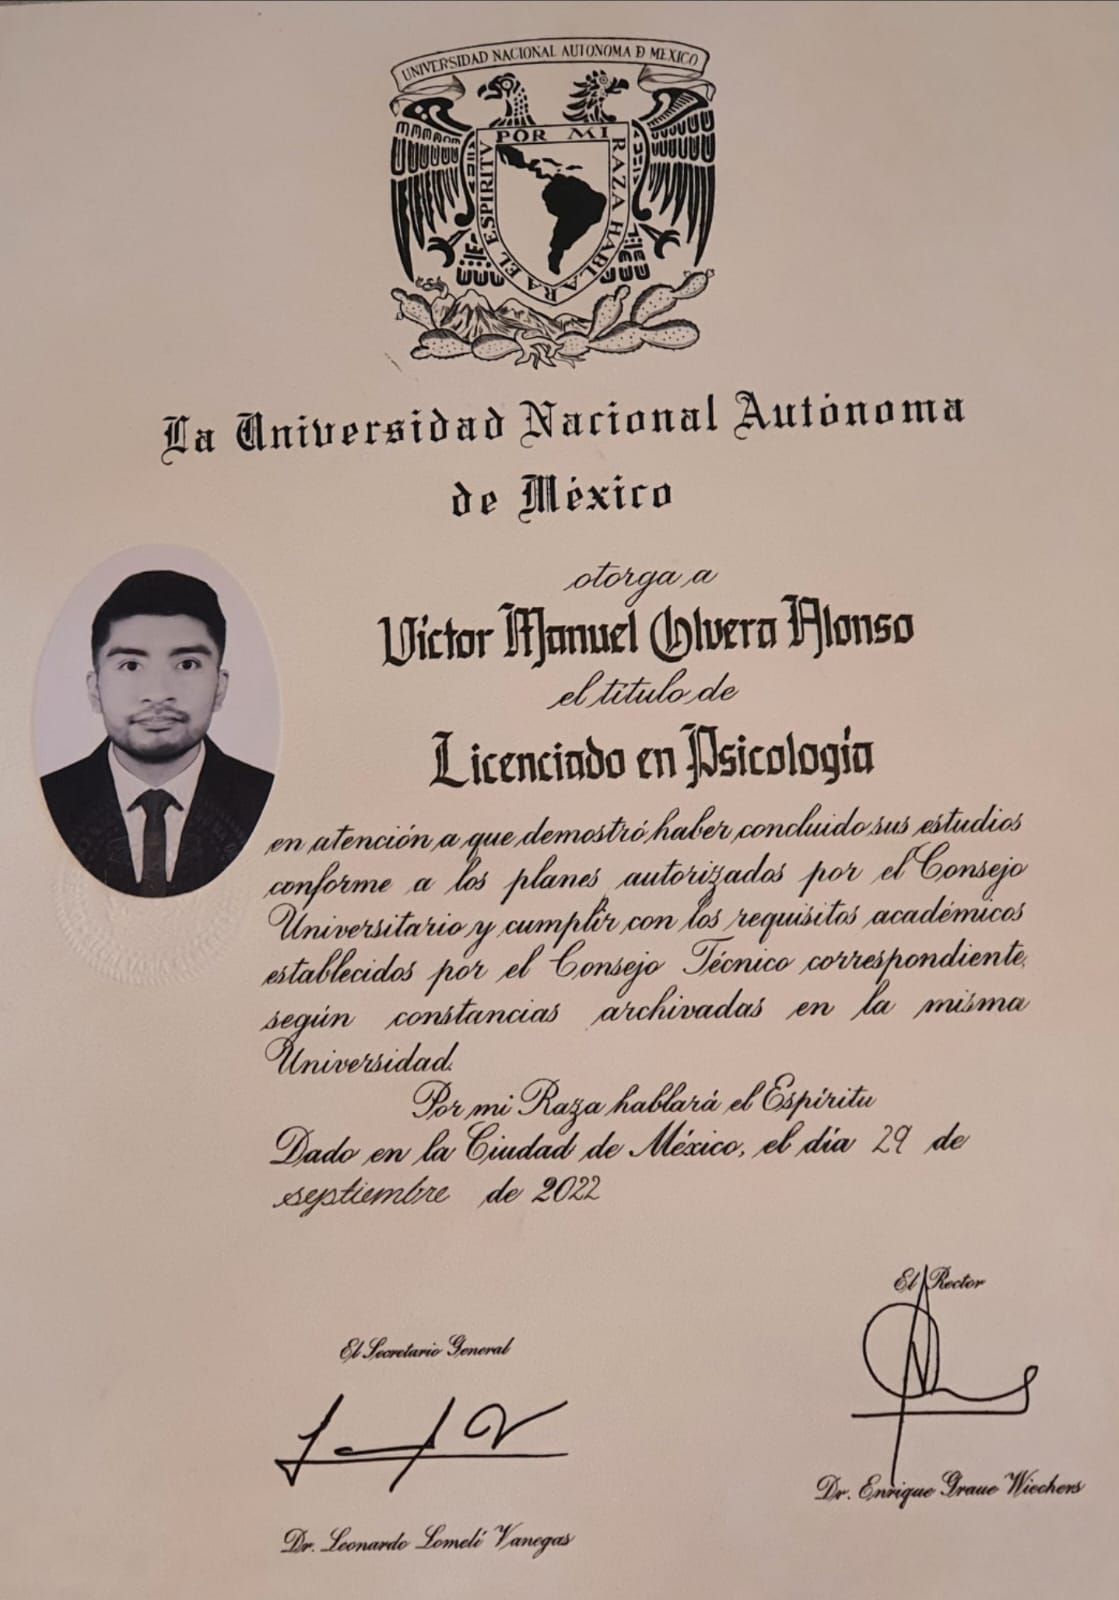 UNIVERSIDAD NACIONAL AUTONOMA D MEXICO
POR MI RAZA HABLARA EL ESPIRITU
La Universidad Nacional Autónoma
de México
otorga a
Víctor Manuel Olvera Alonso
el título de
Licenciado en Psicología
en atención a que demostró haber concluido sus estudios
conforme a los planes autorizados por el Consejo
Universitario y cumplir con los requisitos académicos
establecidos por el Consejo Técnico correspondiente,
según constancias archivadas en la misma
Universidad.
Por mi Raza hablará el Espíritu
Dado en la Ciudad de México, el día 29 de
septiembre de 2022
El Rector
El Secretario General
Dr. Enrique Graue Wiechers
Dr. Leonardo Lomelí Vanegas